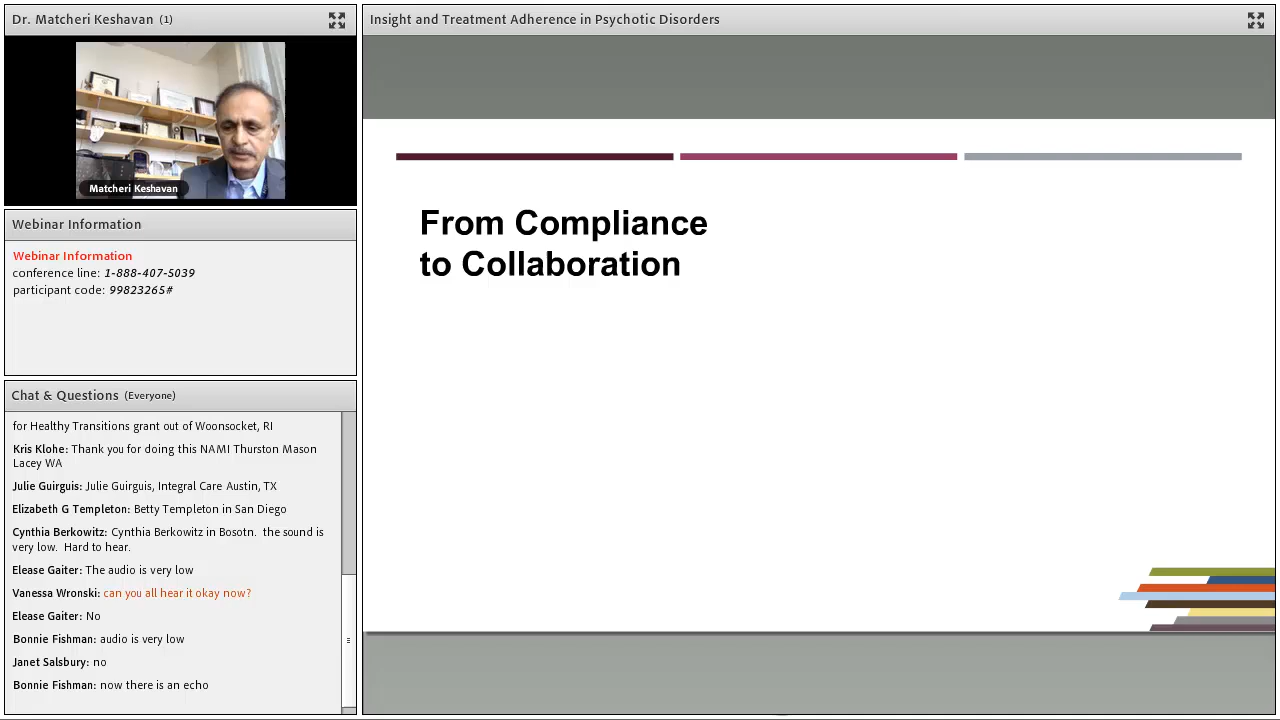 Dr. Matcheri Keshavan (1)
Matcheri Keshavan
Webinar Information
Webinar Information
conference line: 1-888-407-5039
participant code: 99823265#
Chat & Questions (Everyone)
for Healthy Transitions grant out of Woonsocket, RI
Kris Klohe: Thank you for doing this NAMI Thurston Mason
Lacey WA
Julie Guirguis: Julie Guirguis, Integral Care Austin, TX
Elizabeth G Templeton: Betty Templeton in San Diego
Cynthia Berkowitz: Cynthia Berkowitz in Bosotn. the sound is
very low. Hard to hear.
Elease Gaiter: The audio is very low
Vanessa Wronski: can you all hear it okay now?
Elease Gaiter: No
Bonnie Fishman: audio is very low
Janet Salsbury: no
Bonnie Fishman: now there is an echo
Insight and Treatment Adherence in Psychotic Disorders
From Compliance
to Collaboration